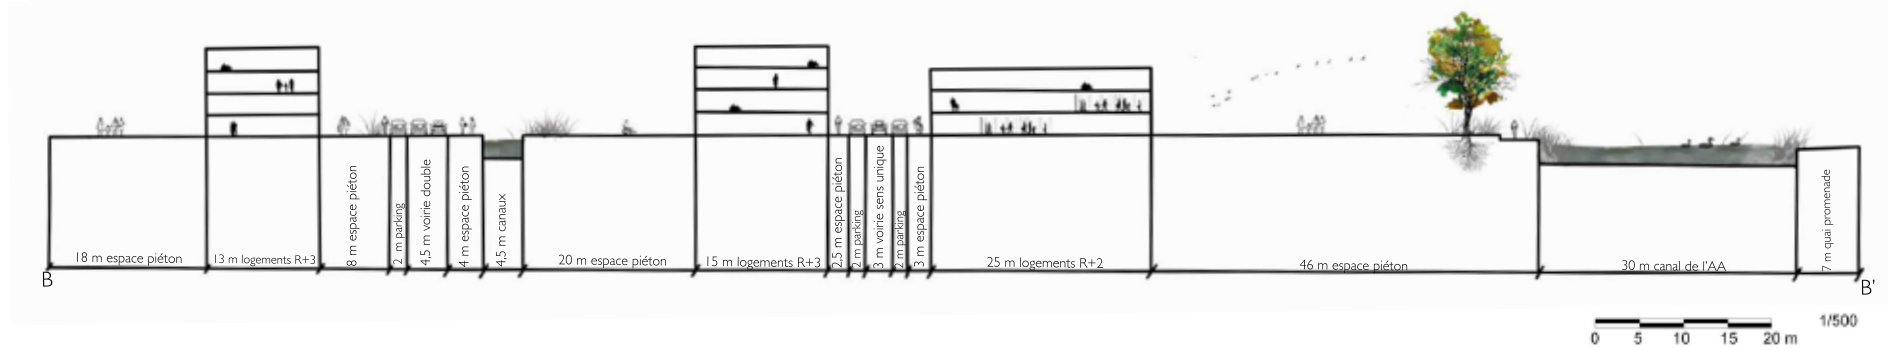 18 m espace piéton
13 m logements R+3
8 m espace piéton
2 m parking
4,5 m voirie double
4 m espace piéton
4,5 m canaux
20 m espace piéton
15 m logements R+3
2,5 m espace piéton
2 m parking
3 m voirie sens unique
2 m parking
3 m espace piéton
25 m logements R+2
46 m espace piéton
30 m canal de l'AA
7 m quai promenade
B
B'
1/500
0 5 10 15 20 m